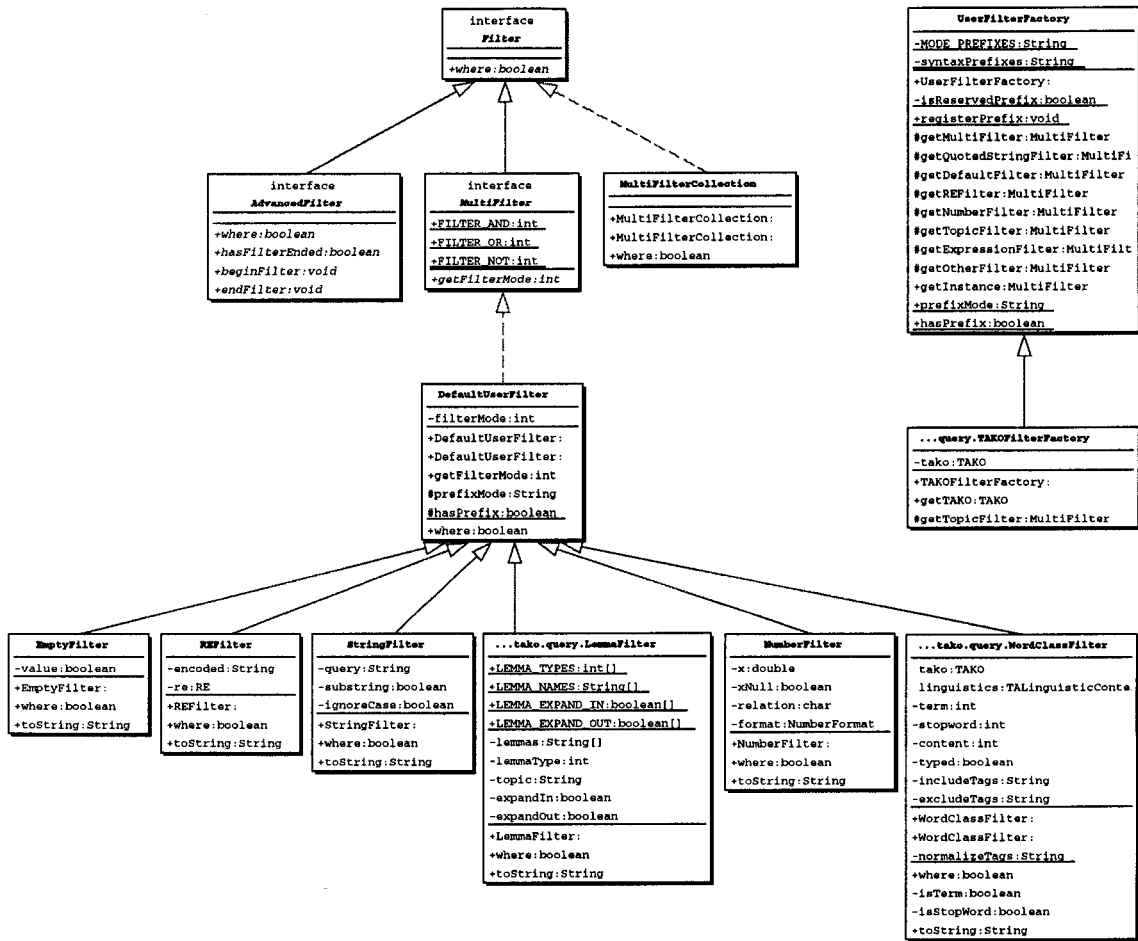 interface
Filter
+where:boolean
UserFilterFactory
-MODE_PREFIXES:String
-syntaxPrefixes:String
+UserFilterFactory:
-isReservedPrefix:boolean
+registerPrefix:void
#getMultiFilter:MultiFilter
#getQuotedStringFilter:MultiFi
#getDefaultFilter:MultiFilter
#getREFilter:MultiFilter
#getNumberFilter:MultiFilter
#getTopicFilter:MultiFilter
#getExpressionFilter:MultiFilt
#getOtherFilter:MultiFilter
+getInstance:MultiFilter
+prefixMode:String
+hasPrefix:boolean
interface
AdvancedFilter
+where:boolean
+hasFilterEnded:boolean
+beginFilter:void
+endFilter:void
interface
MultiFilter
+FILTER_AND:int
+FILTER_OR:int
+FILTER_NOT:int
+getFilterMode:int
MultiFilterCollection
+MultiFilterCollection:
+MultiFilterCollection:
+where:boolean
DefaultUserFilter
-filterMode:int
+DefaultUserFilter:
+DefaultUserFilter:
+getFilterMode:int
#prefixMode:String
#hasPrefix:boolean
+where:boolean
...query.TAKOFilterFactory
-tako:TAKO
+TAKOFilterFactory:
+getTAKO:TAKO
#getTopicFilter:MultiFilter
EmptyFilter
-value:boolean
+EmptyFilter:
+where:boolean
+toString:String
REFilter
-encoded:String
-re:RE
+REFilter:
+where:boolean
+toString:String
StringFilter
-query:String
-substring:boolean
-ignoreCase:boolean
+StringFilter:
+where:boolean
+toString:String
...tako.query.LemmaFilter
+LEMMA_TYPES:int[]
+LEMMA_NAMES:String[]
+LEMMA_EXPAND_IN:boolean[]
+LEMMA_EXPAND_OUT:boolean[]
-lemmas:String[]
-lemmaType:int
-topic:String
-expandIn:boolean
-expandOut:boolean
+LemmaFilter:
+where:boolean
+toString:String
NumberFilter
-x:double
-xNull:boolean
-relation:char
-format:NumberFormat
+NumberFilter:
+where:boolean
+toString:String
...tako.query.WordClassFilter
tako:TAKO
linguistics:TALinguisticConte
-term:int
-stopword:int
-content:int
-typed:boolean
-includeTags:String
-excludeTags:String
+WordClassFilter:
+WordClassFilter:
-normalizeTags:String
+where:boolean
-isTerm:boolean
-isStopWord:boolean
+toString:String